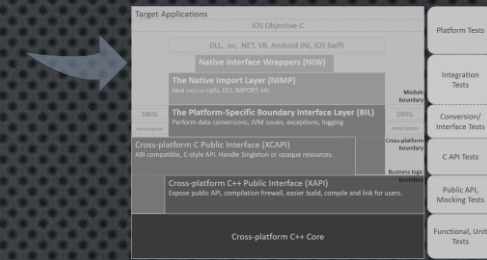 Target Applications
iOS Objective-C
DLL, .so, .NET, VB, Android JNI, iOS Swift
Native Interface Wrappers (NIW)
The Native Import Layer (NIMP)
Java native calls, DLL IMPORT etc.
Module
boundary
SWIG
The Platform-Specific Boundary Interface Layer (BIL)
Perform data conversions, JVM issues, exceptions, logging
SWIG
Cross-platform C Public Interface (XCAPI)
ABI compatible, C-style API. Handle Singleton or opaque resources.
Cross-platform
boundary
Business logic
boundary
Cross-platform C++ Public Interface (XAPI)
Expose public API, compilation firewall, easier build, compile and link for users.
Cross-platform C++ Core
Platform Tests
Integration
Tests
Conversion/
Interface Tests
C API Tests
Public API,
Mocking Tests
Functional, Unit
Tests